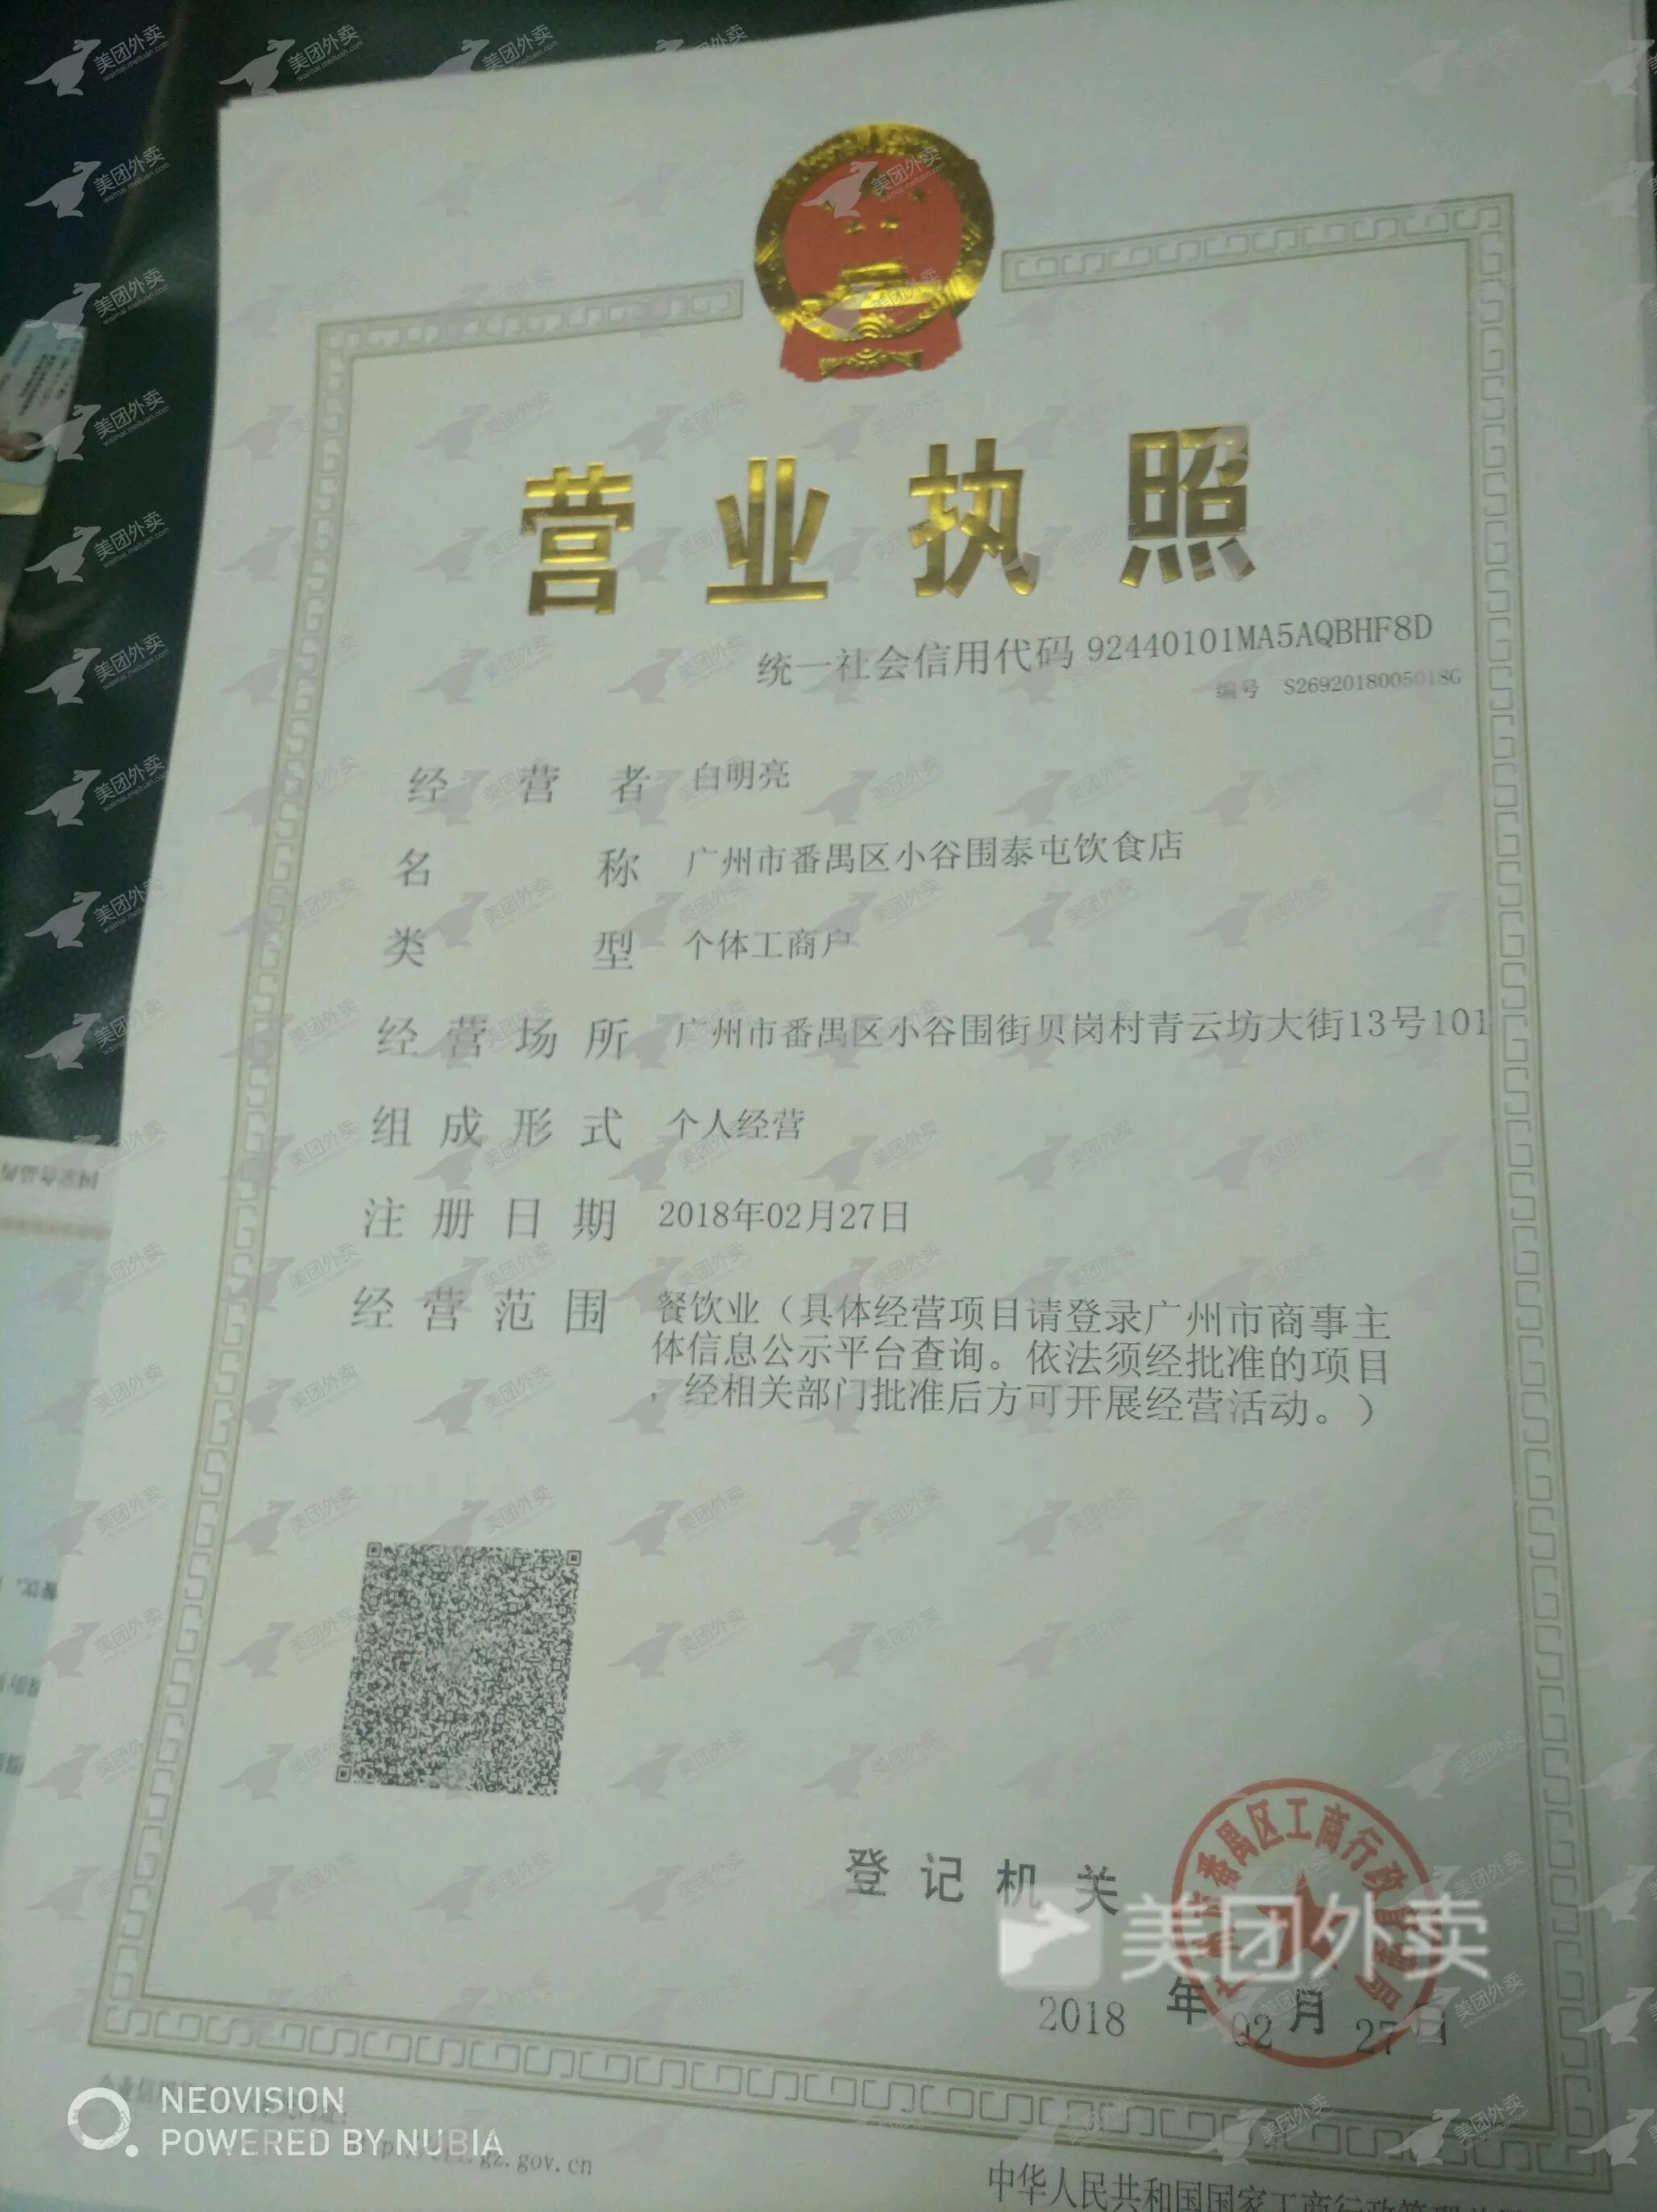 营业执照
统一社会信用代码 92440101MA5AQBHF8D
编号 S2692018005018G
经营者 白明亮
名称 广州市番禺区小谷围泰屯饮食店
类型 个体工商户
经营场所 广州市番禺区小谷围街贝岗村青云坊大街13号101
组成形式 个人经营
注册日期 2018年02月27日
经营范围 餐饮业（具体经营项目请登录广州市商事主
体信息公示平台查询。依法须经批准的项目
，经相关部门批准后方可开展经营活动。）
登记机关
番禺区工商行政
美团外卖
2018 年 02 月 27 日
NEOVISION
POWERED BY NUBIA
.gz.gov.cn
中华人民共和国国家工商行政管理
美团外卖
waimai.meituan.com